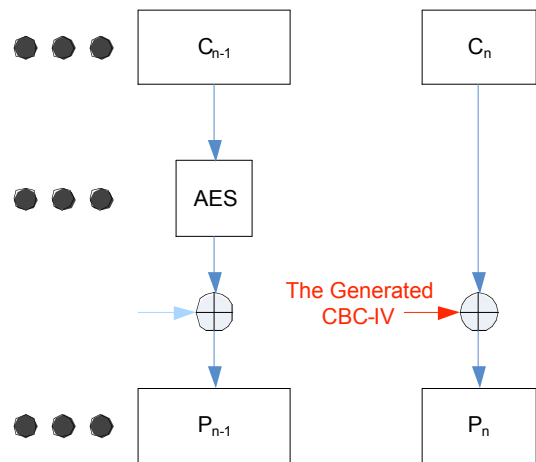 Cn-1
Cn
AES
The Generated
CBC-IV
Pn-1
Pn